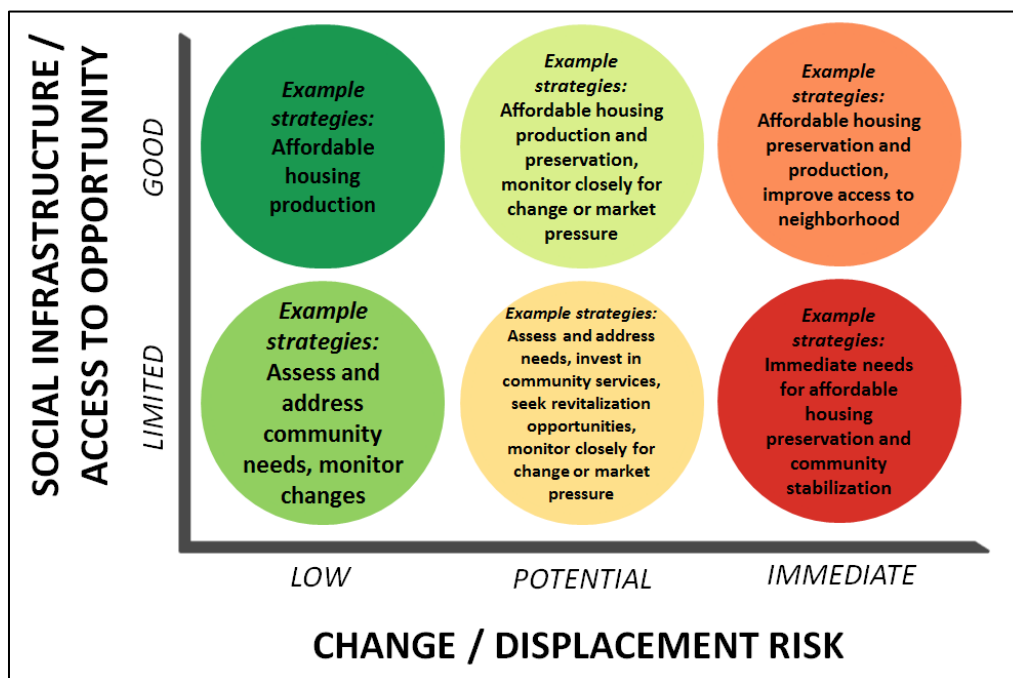 SOCIAL INFRASTRUCTURE /
ACCESS TO OPPORTUNITY
GOOD
LIMITED
Example
strategies:
Affordable
housing
production
Example
strategies:
Affordable housing
production and
preservation,
monitor closely for
change or market
pressure
Example
strategies:
Affordable housing
preservation and
production,
improve access to
neighborhood
Example
strategies:
Assess and
address
community
needs, monitor
changes
Example strategies:
Assess and address
needs, invest in
community services,
seek revitalization
opportunities,
monitor closely for
change or market
pressure
Example
strategies:
Immediate needs
for affordable
housing
preservation and
community
stabilization
LOW
POTENTIAL
IMMEDIATE
CHANGE / DISPLACEMENT RISK